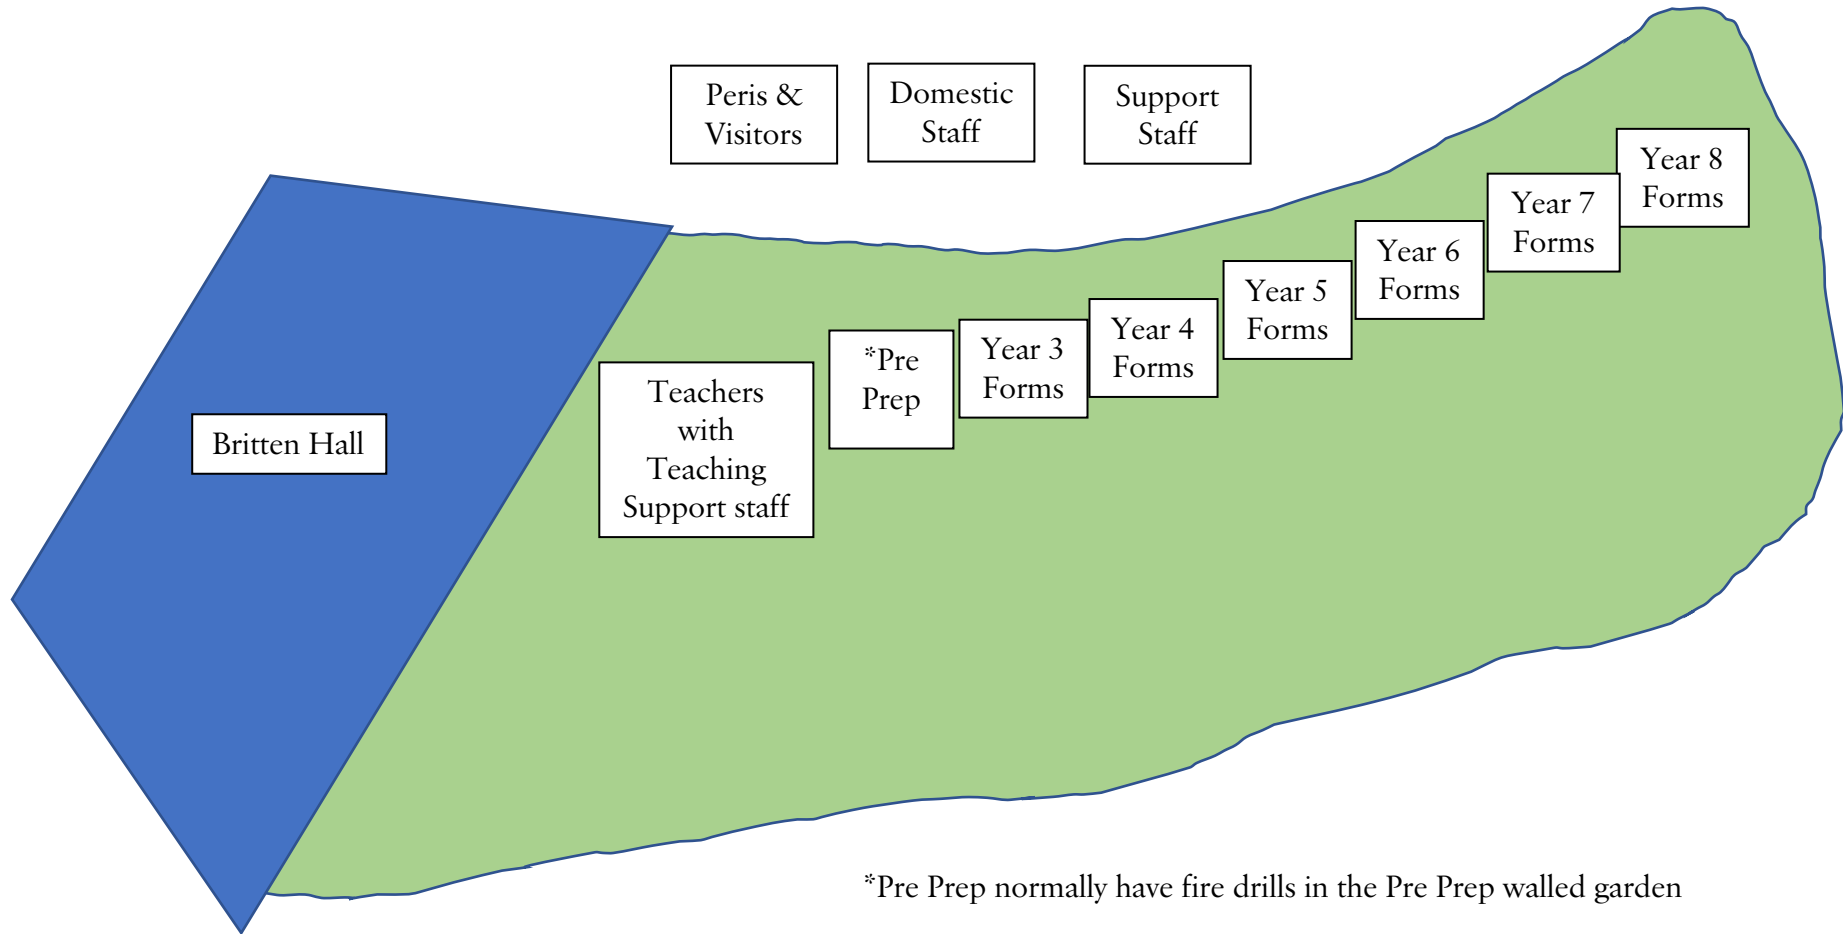 Peris &
Visitors
Domestic
Staff
Support
Staff
Year 8
Forms
Year 7
Forms
Year 6
Forms
Year 5
Forms
Year 4
Forms
Year 3
Forms
*Pre
Prep
Teachers
with
Teaching
Support staff
Britten Hall
*Pre Prep normally have fire drills in the Pre Prep walled garden